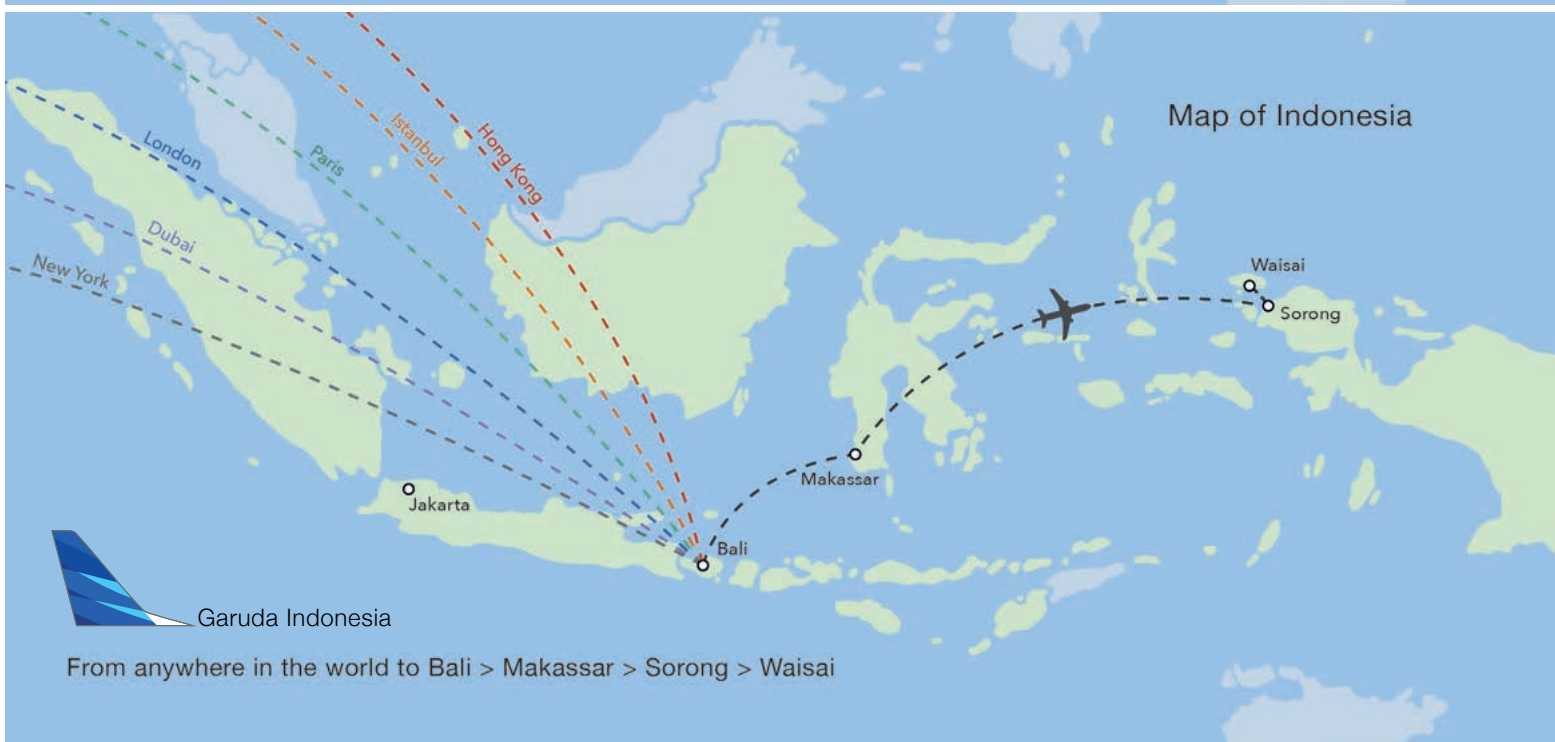 Map of Indonesia
Hong Kong
Istanbul
Paris
London
Dubai
New York
Waisai
Sorong
Makassar
Jakarta
Bali
Garuda Indonesia
From anywhere in the world to Bali > Makassar > Sorong > Waisai